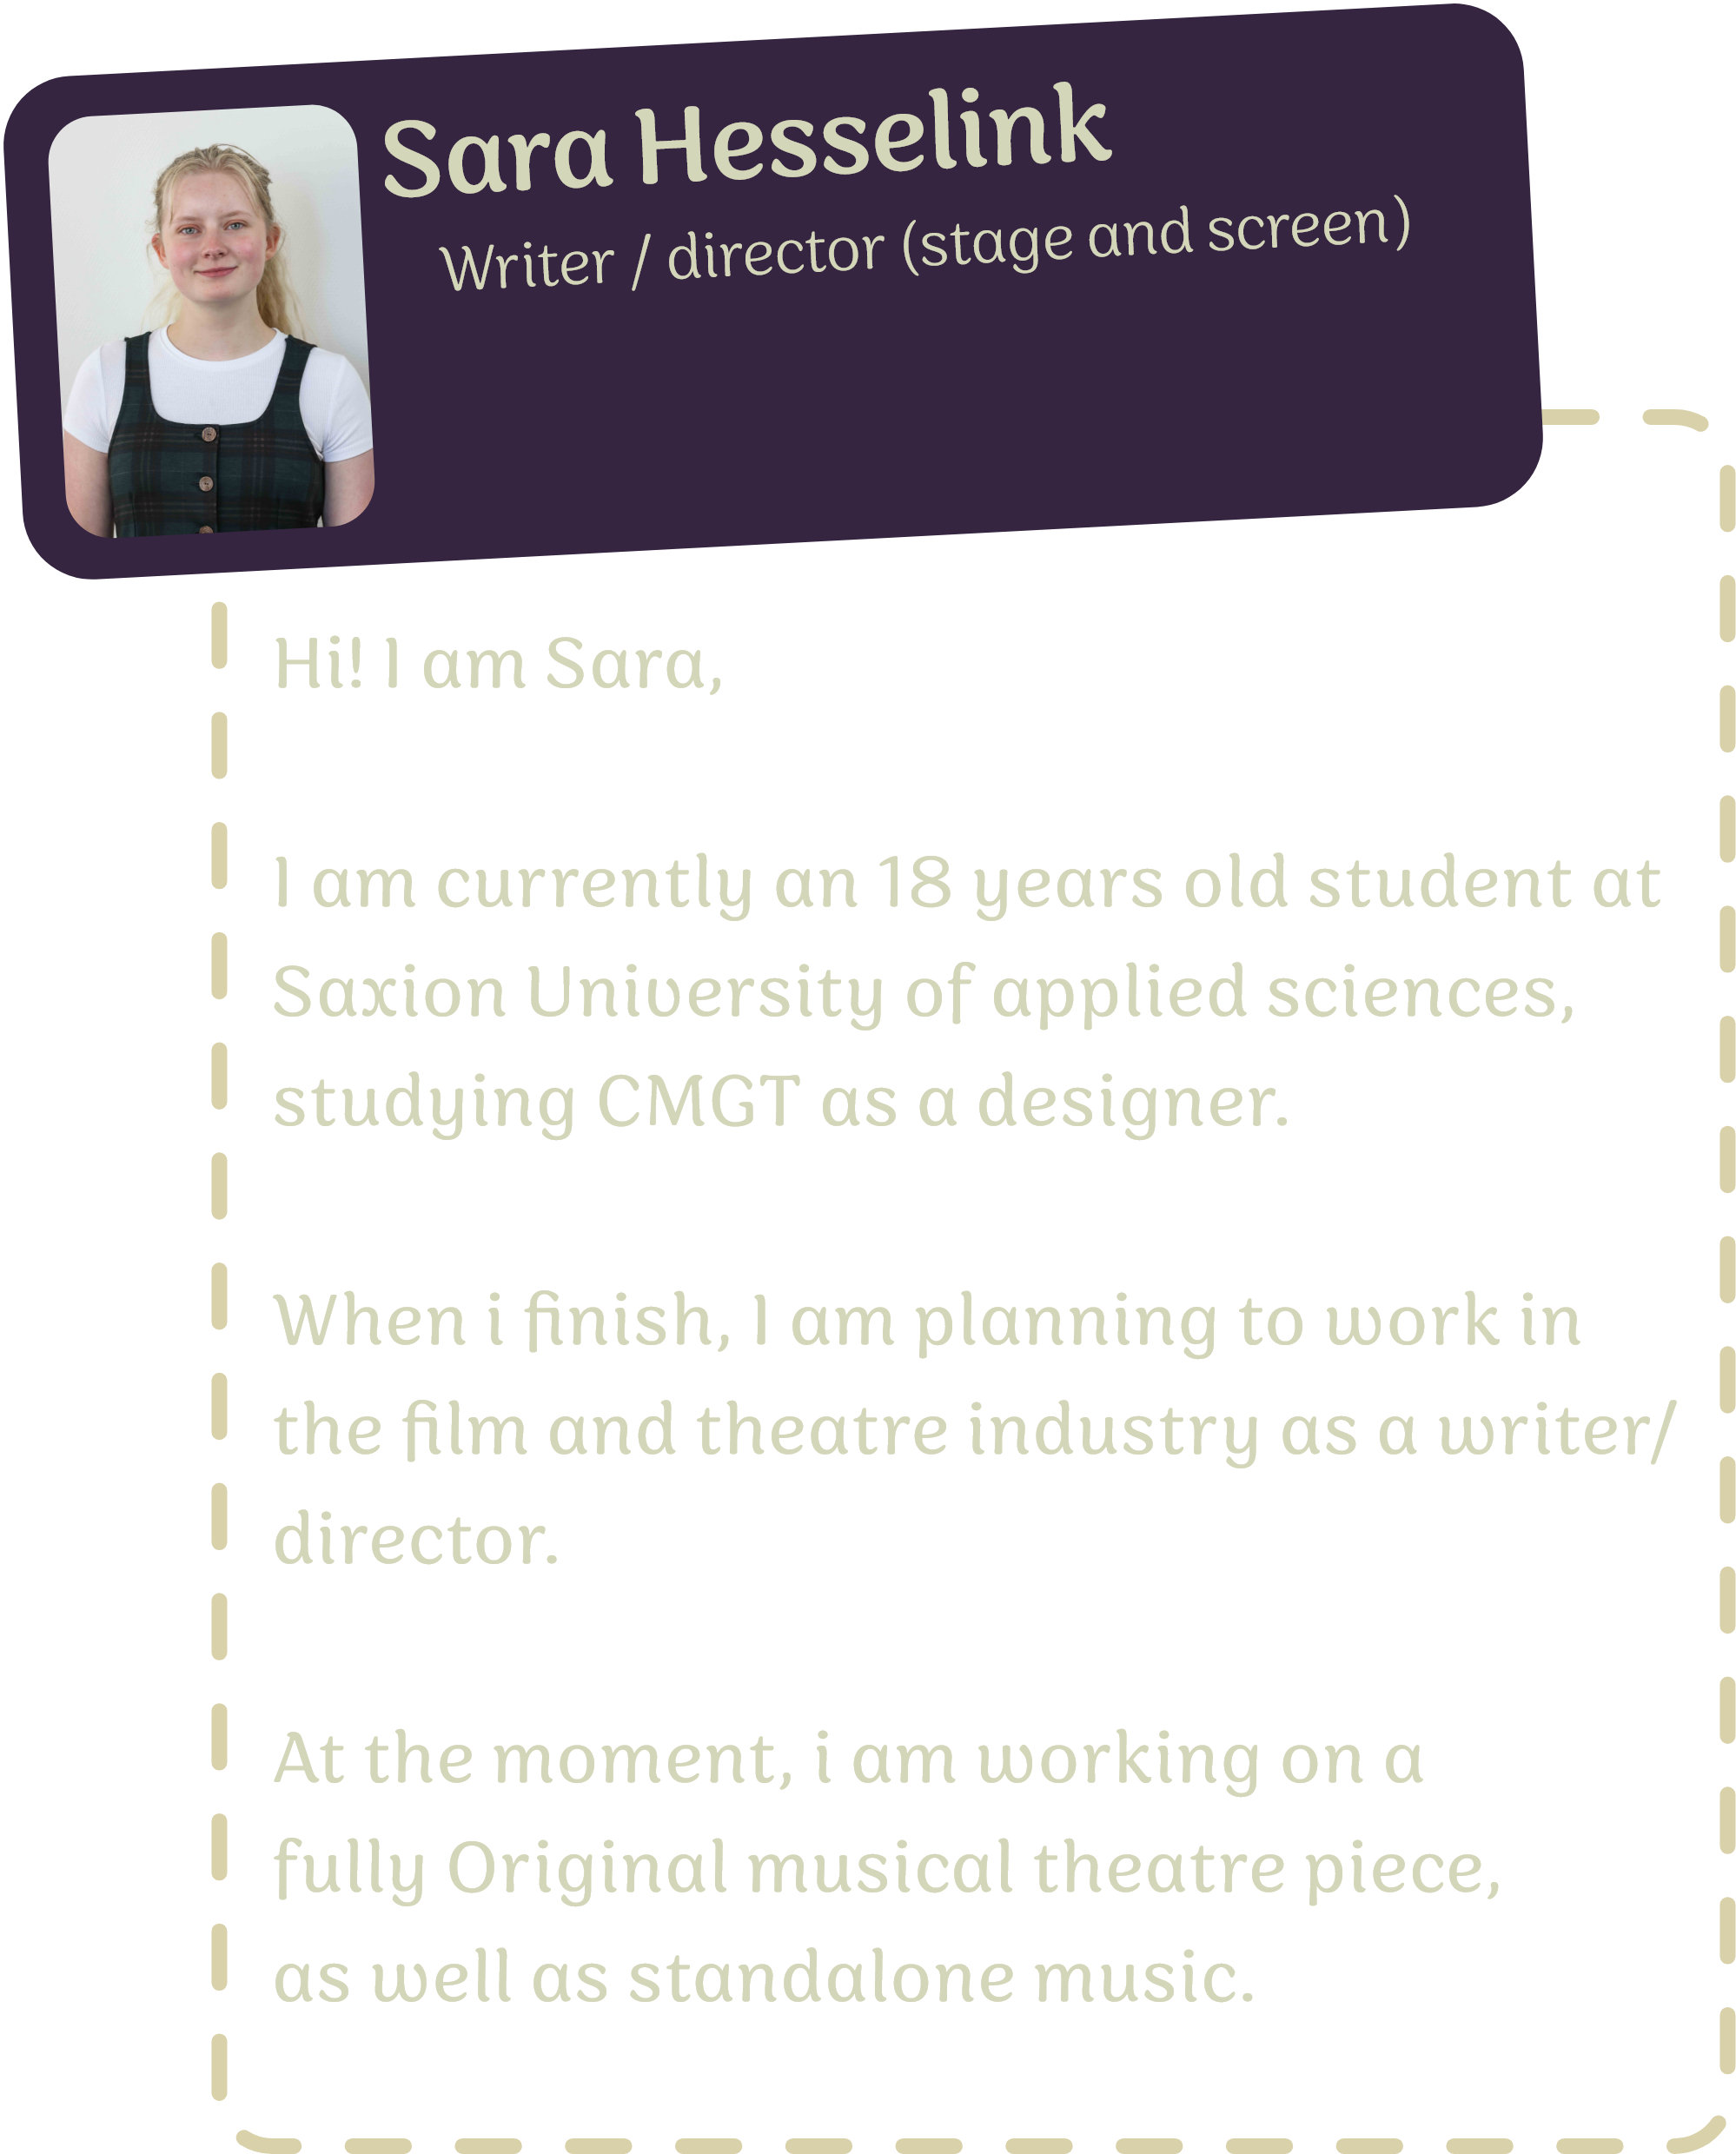 Sara Hesselink
Writer / director (stage and screen)
Hi! I am Sara,
I am currently an 18 years old student at
Saxion University of applied sciences,
studying CMGT as a designer.
When i finish, I am planning to work in
the film and theatre industry as a writer/
director.
At the moment, i am working on a
fully Original musical theatre piece,
as well as standalone music.